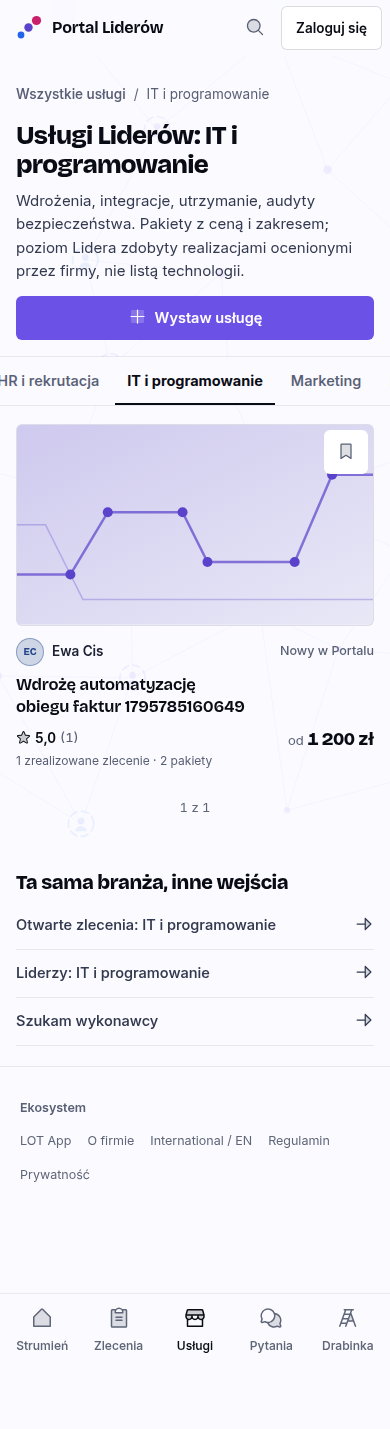 Portal Liderów
Zaloguj się
Wszystkie usługi / IT i programowanie
Usługi Liderów: IT i
programowanie
Wdrożenia, integracje, utrzymanie, audyty
bezpieczeństwa. Pakiety z ceną i zakresem;
poziom Lidera zdobyty realizacjami ocenionymi
przez firmy, nie listą technologii.
Wystaw usługę
HR i rekrutacja IT i programowanie Marketing
EC Ewa Cis Nowy w Portalu
Wdrożę automatyzację
obiegu faktur 1795785160649
5,0 (1) od 1 200 zł
1 zrealizowane zlecenie · 2 pakiety
1 z 1
Ta sama branża, inne wejścia
Otwarte zlecenia: IT i programowanie
Liderzy: IT i programowanie
Szukam wykonawcy
Ekosystem
LOT App O firmie International / EN Regulamin
Prywatność
Strumień Zlecenia Usługi Pytania Drabinka